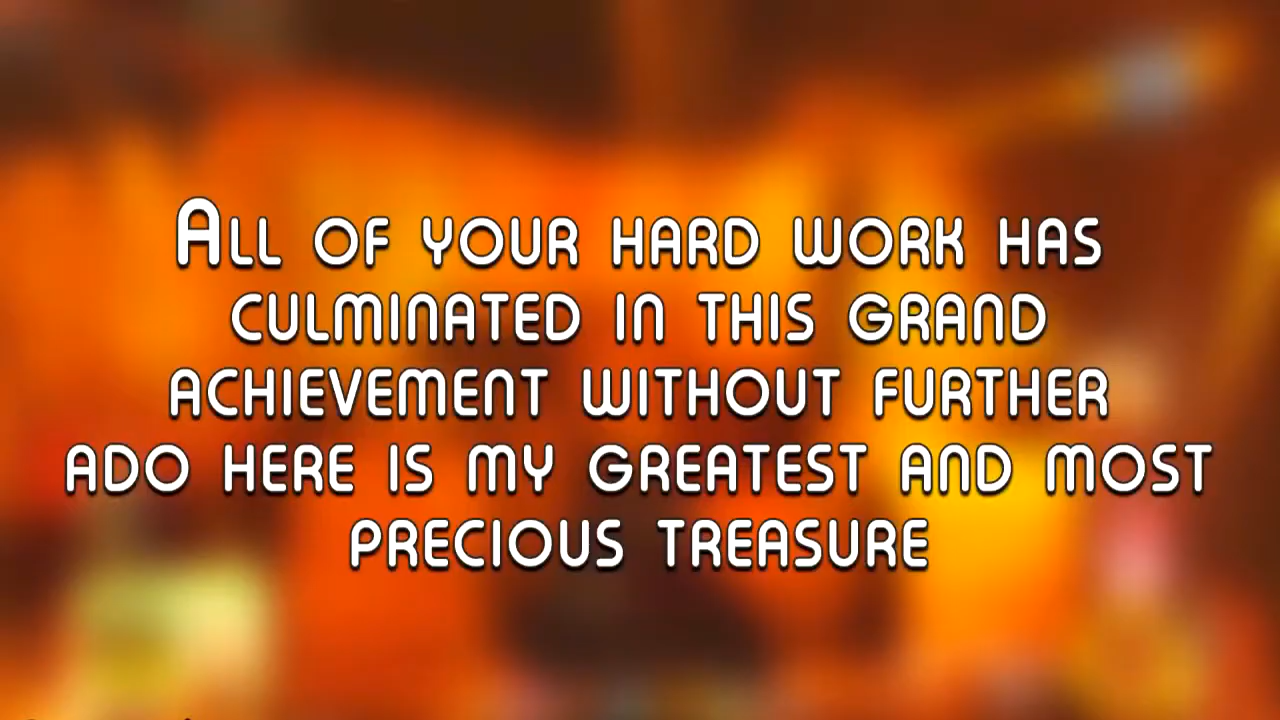 All of your hard work has
culminated in this grand
achievement without further
ado here is my greatest and most
precious treasure